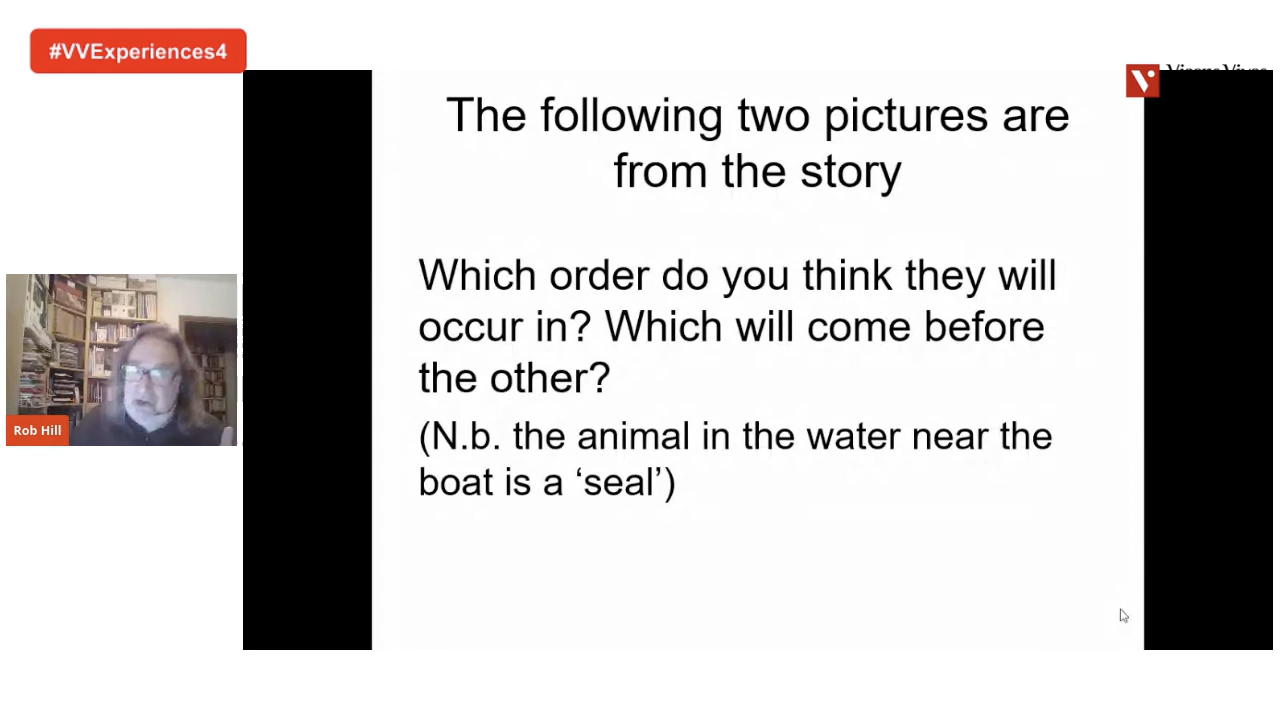 #VVExperiences4
The following two pictures are
from the story
Which order do you think they will
occur in? Which will come before
the other?
(N.b. the animal in the water near the
boat is a ‘seal’)
Rob Hill